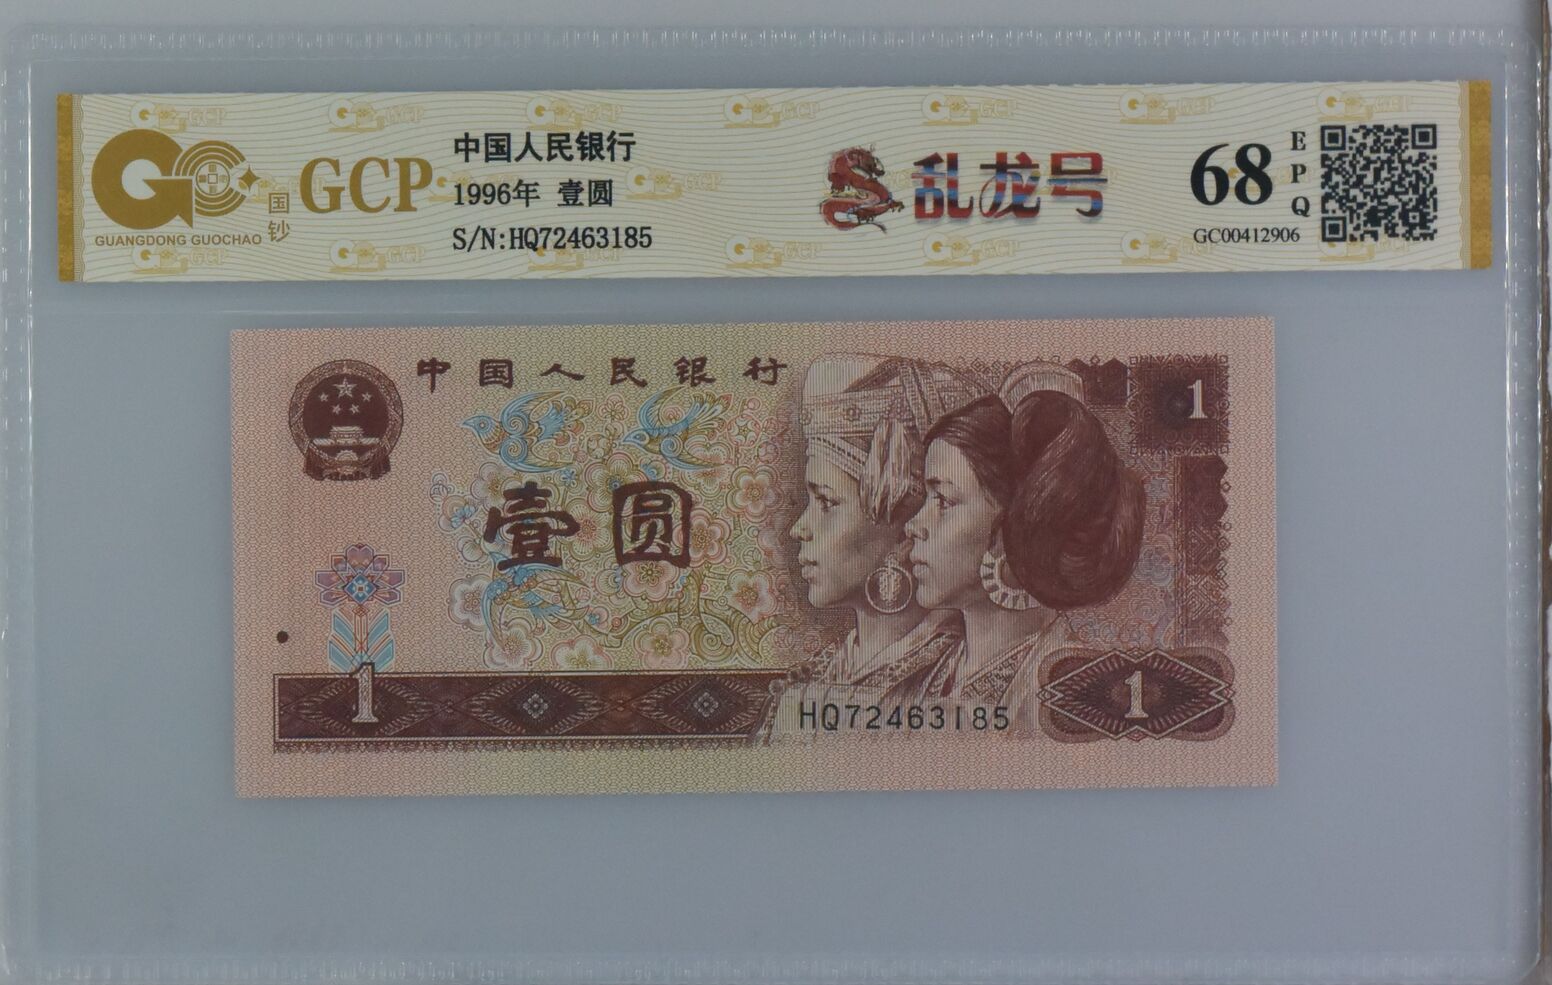 GUANGDONG GUOCHAO
国钞
GCP
中国人民银行
1996年 壹圆
S/N:HQ72463185
乱龙号
68
EPQ
GC00412906
中国人民银行
1
壹圆
1
HQ72463185
1